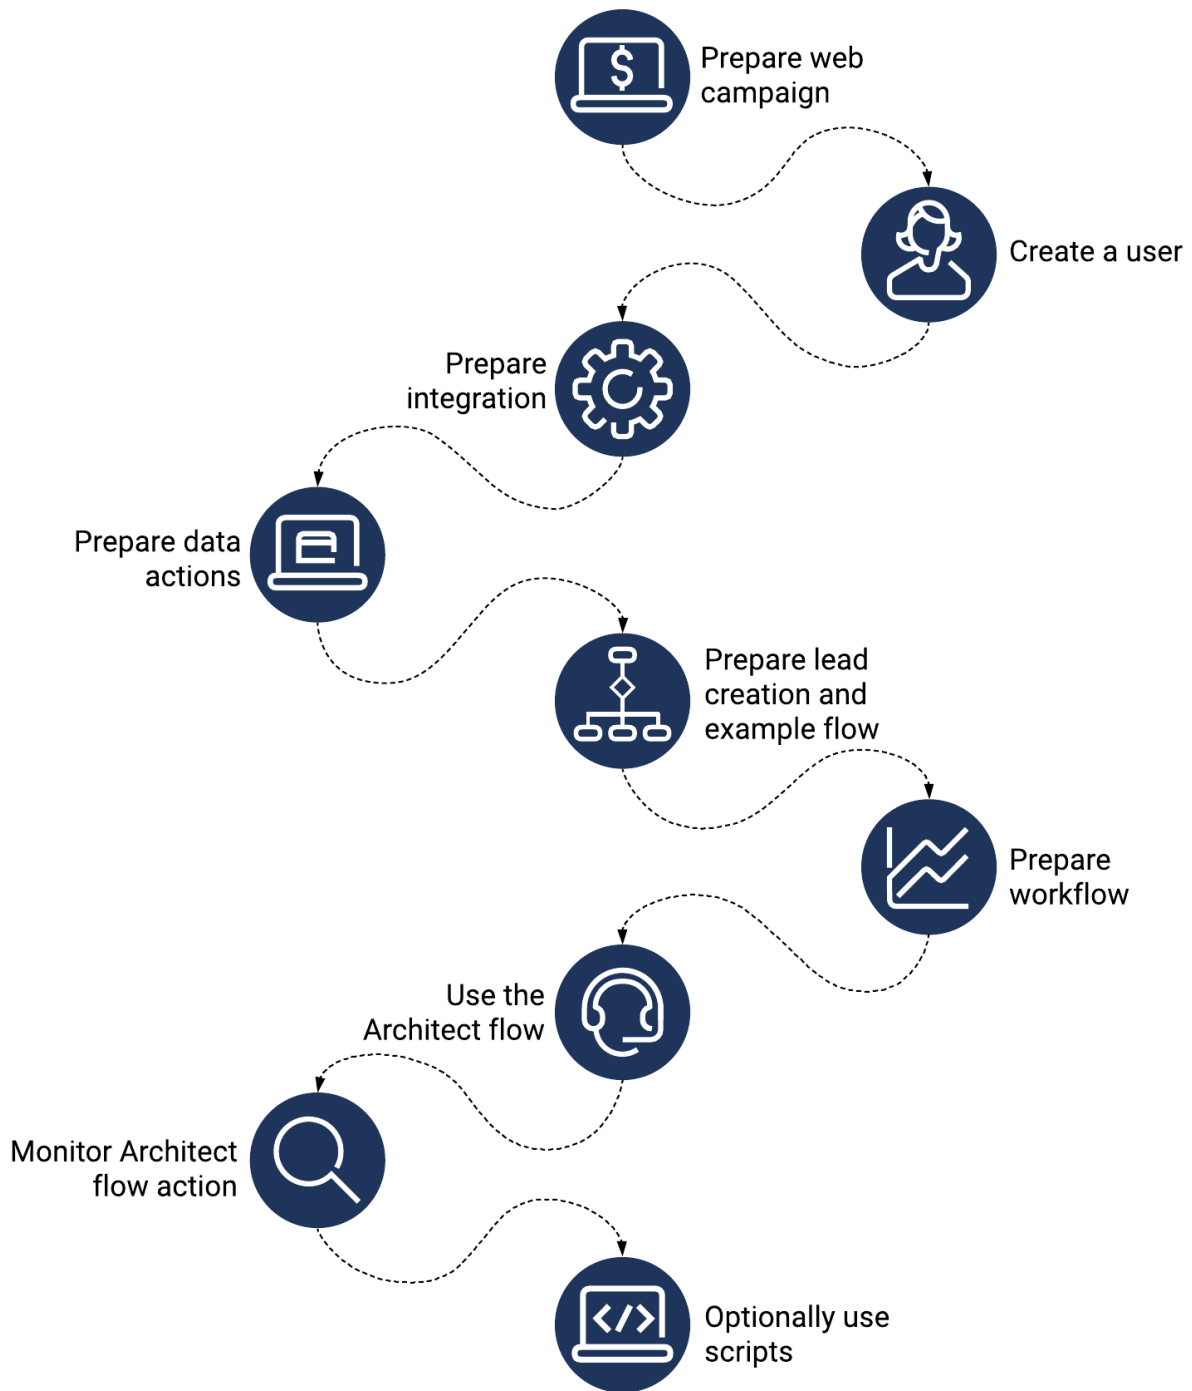 Prepare web
campaign
Create a user
Prepare
integration
Prepare data
actions
Prepare lead
creation and
example flow
Prepare
workflow
Use the
Architect flow
Monitor Architect
flow action
Optionally use
scripts